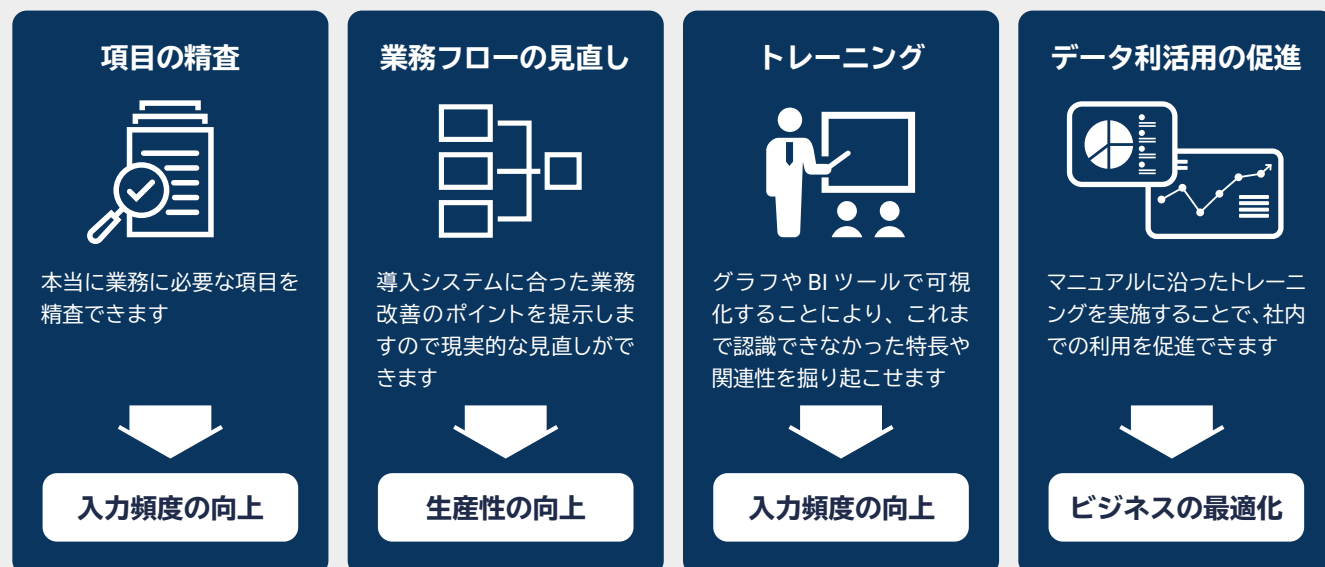 項目の精査
本当に業務に必要な項目を
精査できます
入力頻度の向上
業務フローの見直し
導入システムに合った業務
改善のポイントを提示しま
すので現実的な見直しがで
きます
生産性の向上
トレーニング
グラフや BI ツールで可視
化することにより、これま
で認識できなかった特長や
関連性を掘り起こせます
入力頻度の向上
データ利活用の促進
マニュアルに沿ったトレーニ
ングを実施することで、社内
での利用を促進できます
ビジネスの最適化